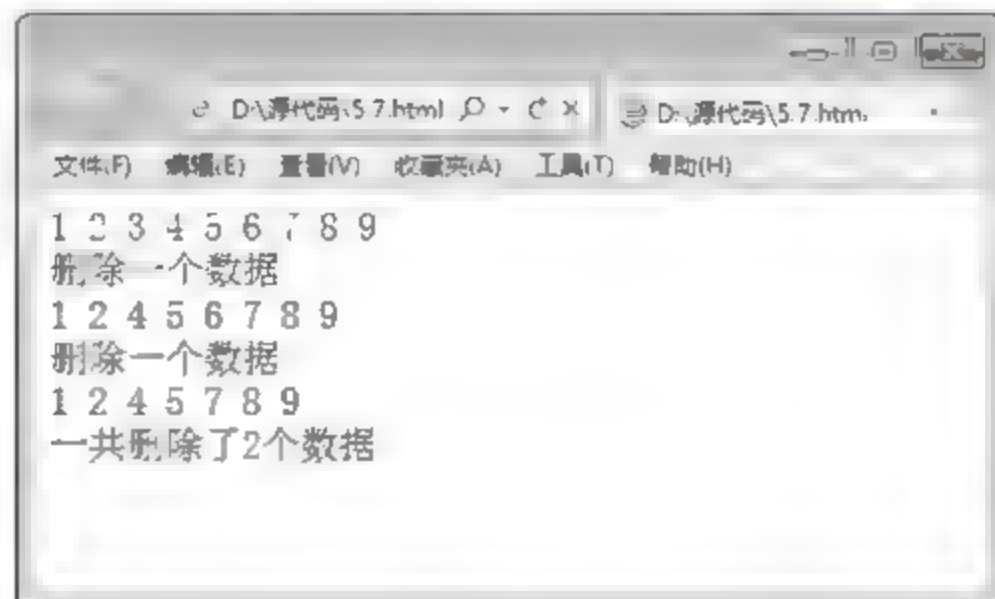 D:\源代码\5.7.html
D:\源代码\5.7.htm
文件(F) 编辑(E) 查看(V) 收藏夹(A) 工具(T) 帮助(H)
1 2 3 4 5 6 7 8 9
删除一个数据
1 2 4 5 6 7 8 9
删除一个数据
1 2 4 5 7 8 9
一共删除了2个数据